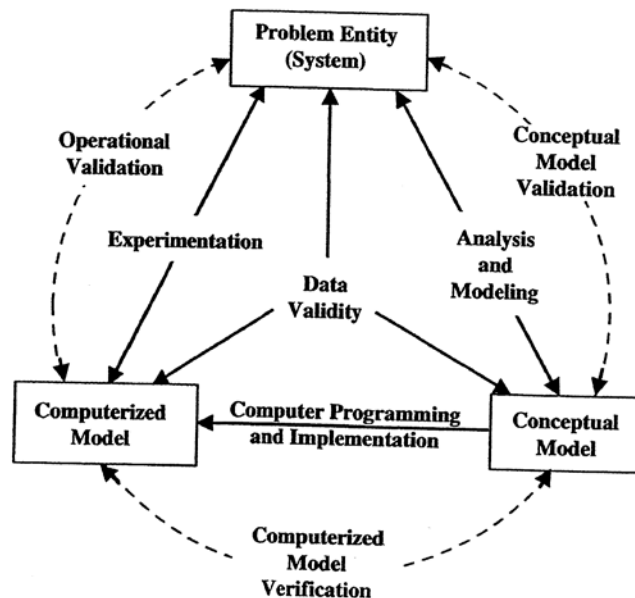 Problem Entity
(System)
Operational
Validation
Conceptual
Model
Validation
Experimentation
Analysis
and
Modeling
Data
Validity
Computerized
Model
Computer Programming
and Implementation
Conceptual
Model
Computerized
Model
Verification